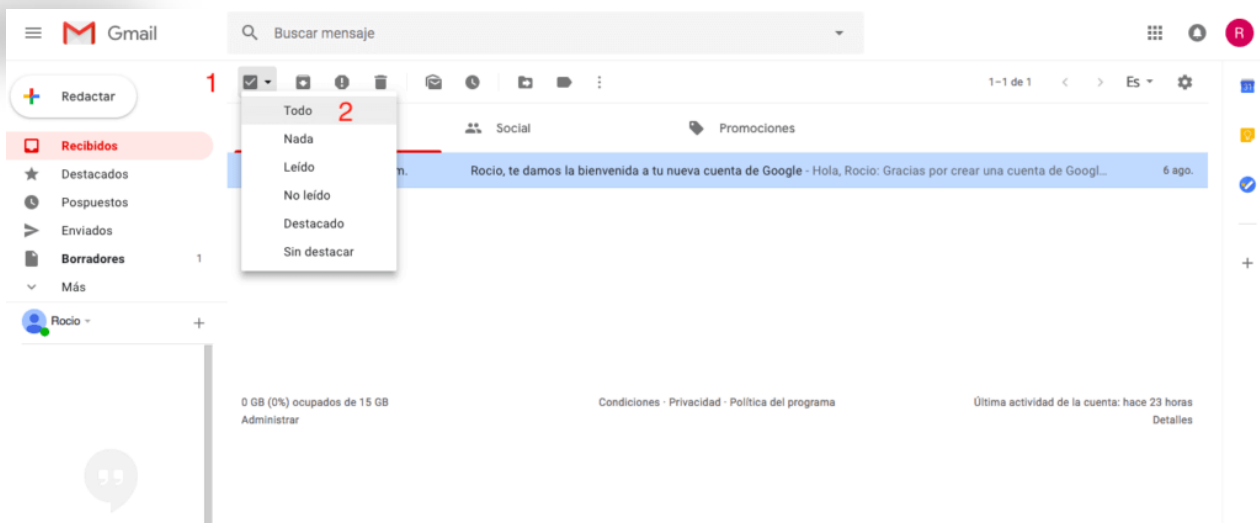 Gmail
Buscar mensaje
R
1
1–1 de 1
Es
Redactar
Todo 2
Nada
Leído
No leído
Destacado
Sin destacar
Social
Promociones
Recibidos
Destacados
Pospuestos
Enviados
Borradores 1
Más
Rocio
m.
Rocio, te damos la bienvenida a tu nueva cuenta de Google - Hola, Rocio: Gracias por crear una cuenta de Googl...
6 ago.
0 GB (0%) ocupados de 15 GB
Administrar
Condiciones · Privacidad · Política del programa
Última actividad de la cuenta: hace 23 horas
Detalles